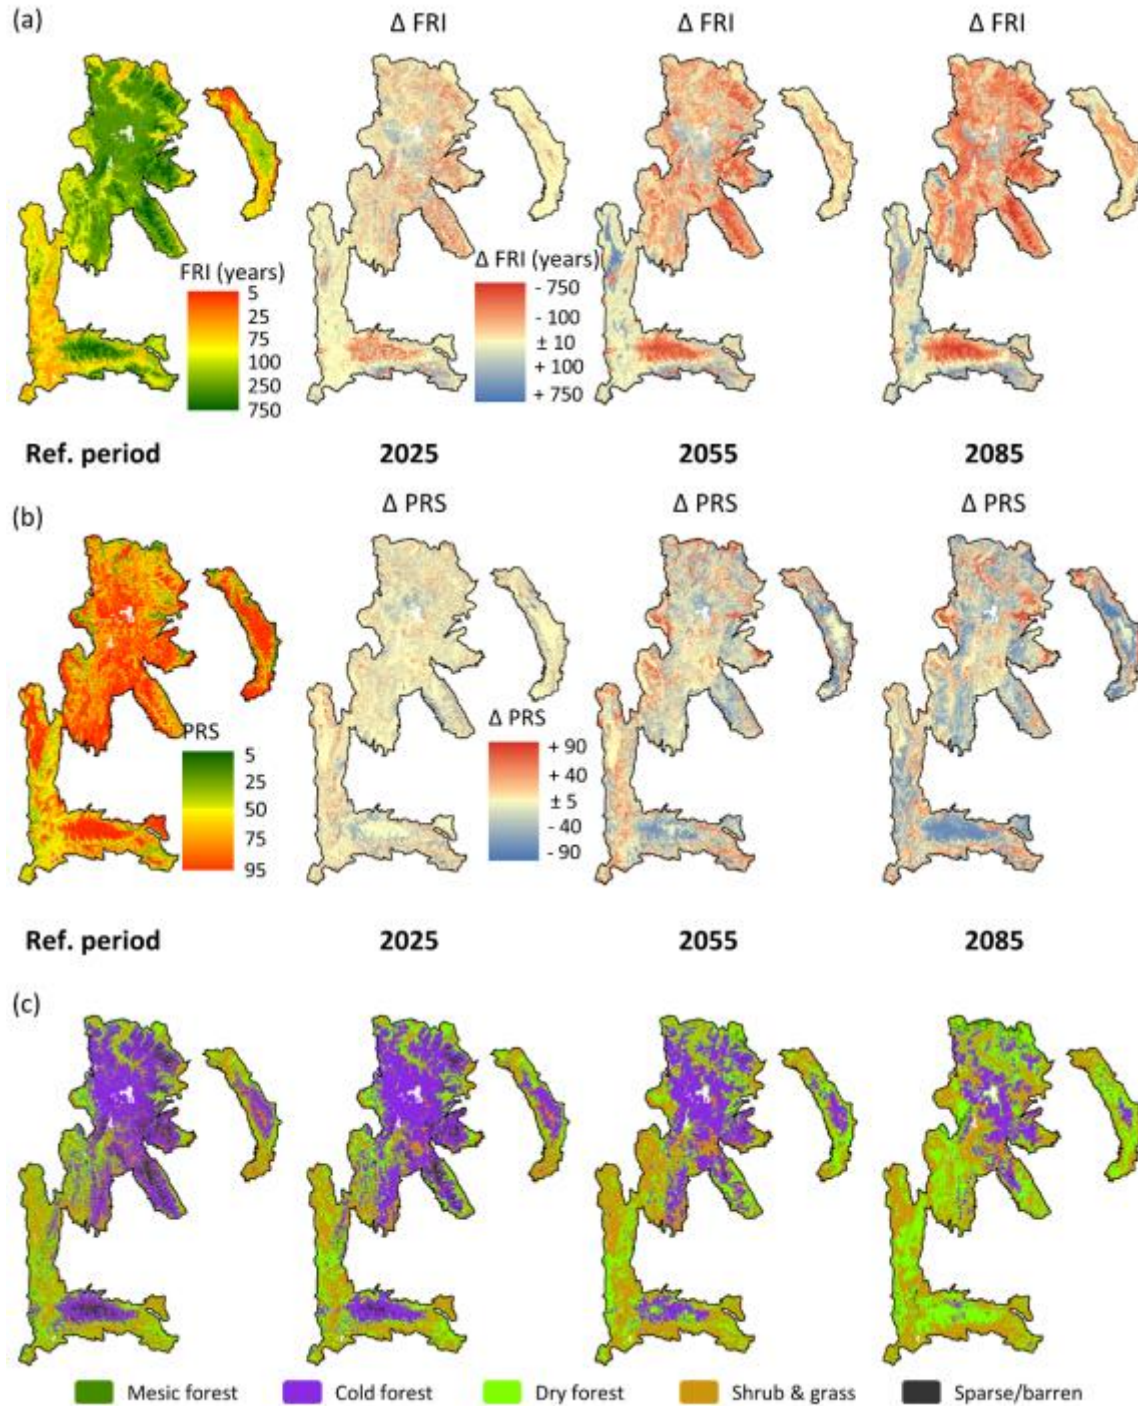 (a)
Δ FRI
Δ FRI
Δ FRI
FRI (years)
5
25
75
100
250
750
Δ FRI (years)
- 750
- 100
± 10
+ 100
+ 750
Ref. period
2025
2055
2085
(b)
Δ PRS
Δ PRS
Δ PRS
PRS
5
25
50
75
95
Δ PRS
+ 90
+ 40
± 5
- 40
- 90
Ref. period
2025
2055
2085
(c)
Mesic forest
Cold forest
Dry forest
Shrub & grass
Sparse/barren